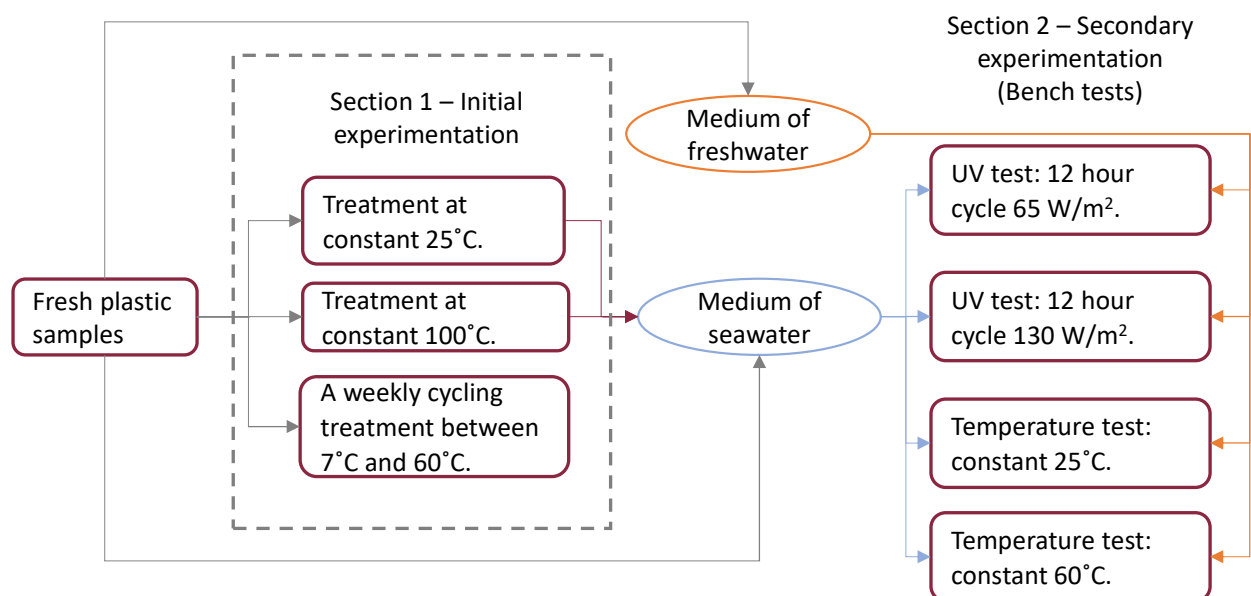 Section 2 – Secondary
experimentation
(Bench tests)
Section 1 – Initial
experimentation
Medium of
freshwater
UV test: 12 hour
cycle 65 W/m².
Treatment at
constant 25˚C.
Fresh plastic
samples
Treatment at
constant 100˚C.
Medium of
seawater
UV test: 12 hour
cycle 130 W/m².
A weekly cycling
treatment between
7˚C and 60˚C.
Temperature test:
constant 25˚C.
Temperature test:
constant 60˚C.